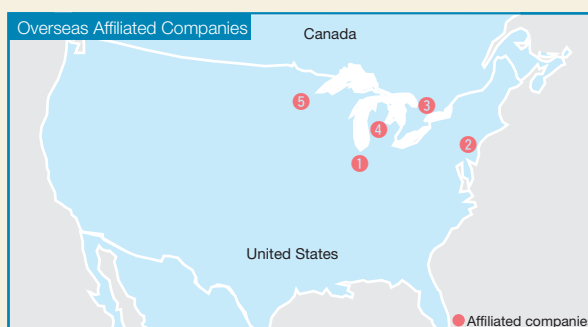 Overseas Affiliated Companies
Canada
5
3
4
2
1
United States
Affiliated companie